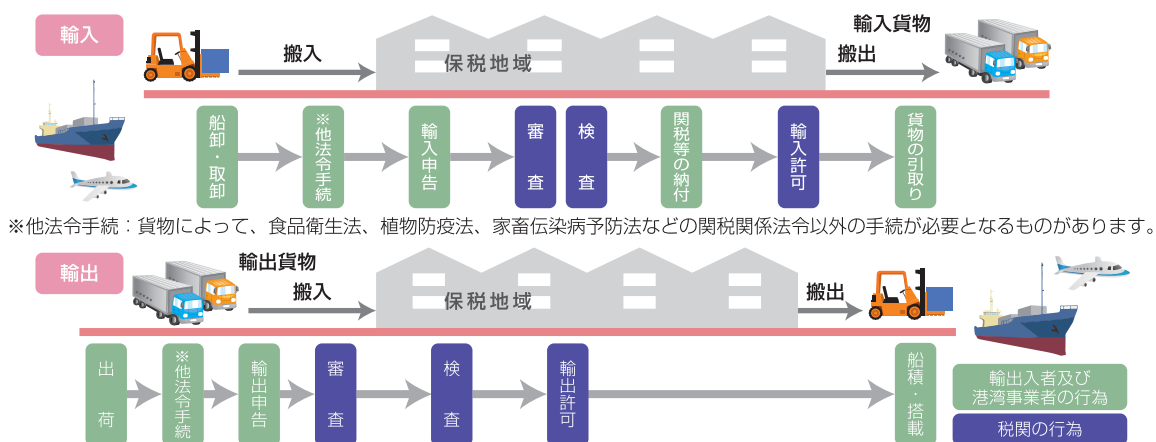 輸入
搬入
保税地域
輸入貨物
搬出
船卸・取卸
※他法令手続
輸入申告
審査
検査
関税等の納付
輸入許可
貨物の引取り
※他法令手続：貨物によって、食品衛生法、植物防疫法、家畜伝染病予防法などの関税関係法令以外の手続が必要となるものがあります。
輸出
輸出貨物
搬入
保税地域
搬出
出荷
※他法令手続
輸出申告
審査
検査
輸出許可
船積・搭載
輸出入者及び
港湾事業者の行為
税関の行為